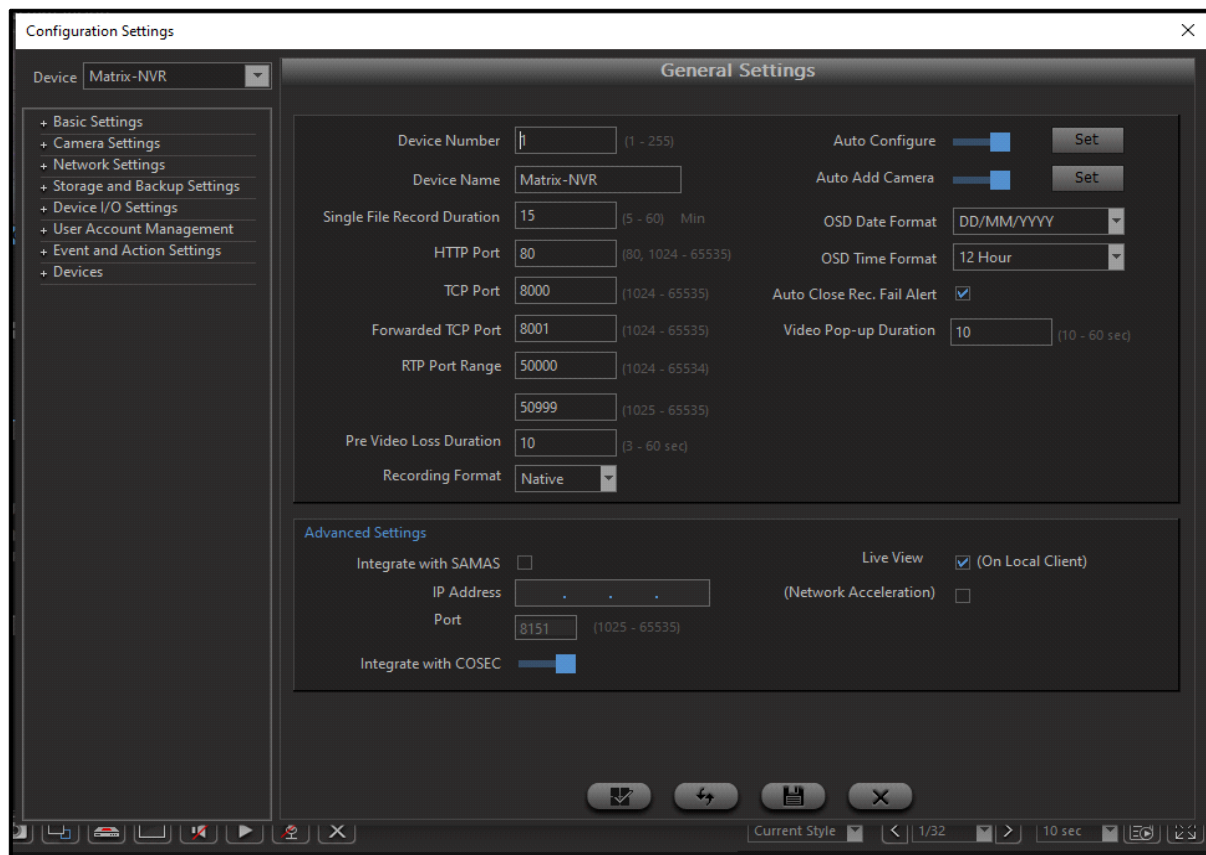 Configuration Settings
Device Matrix-NVR
+ Basic Settings
+ Camera Settings
+ Network Settings
+ Storage and Backup Settings
+ Device I/O Settings
+ User Account Management
+ Event and Action Settings
+ Devices
General Settings
Device Number 1 (1 - 255)
Device Name Matrix-NVR
Single File Record Duration 15 (5 - 60) Min
HTTP Port 80 (80, 1024 - 65535)
TCP Port 8000 (1024 - 65535)
Forwarded TCP Port 8001 (1024 - 65535)
RTP Port Range 50000 (1024 - 65534)
50999 (1025 - 65535)
Pre Video Loss Duration 10 (3 - 60 sec)
Recording Format Native
Auto Configure Set
Auto Add Camera Set
OSD Date Format DD/MM/YYYY
OSD Time Format 12 Hour
Auto Close Rec. Fail Alert
Video Pop-up Duration 10 (10 - 60 sec)
Advanced Settings
Integrate with SAMAS
IP Address . . .
Port 8151 (1025 - 65535)
Integrate with COSEC
Live View (On Local Client)
(Network Acceleration)
Current Style 1/32 10 sec